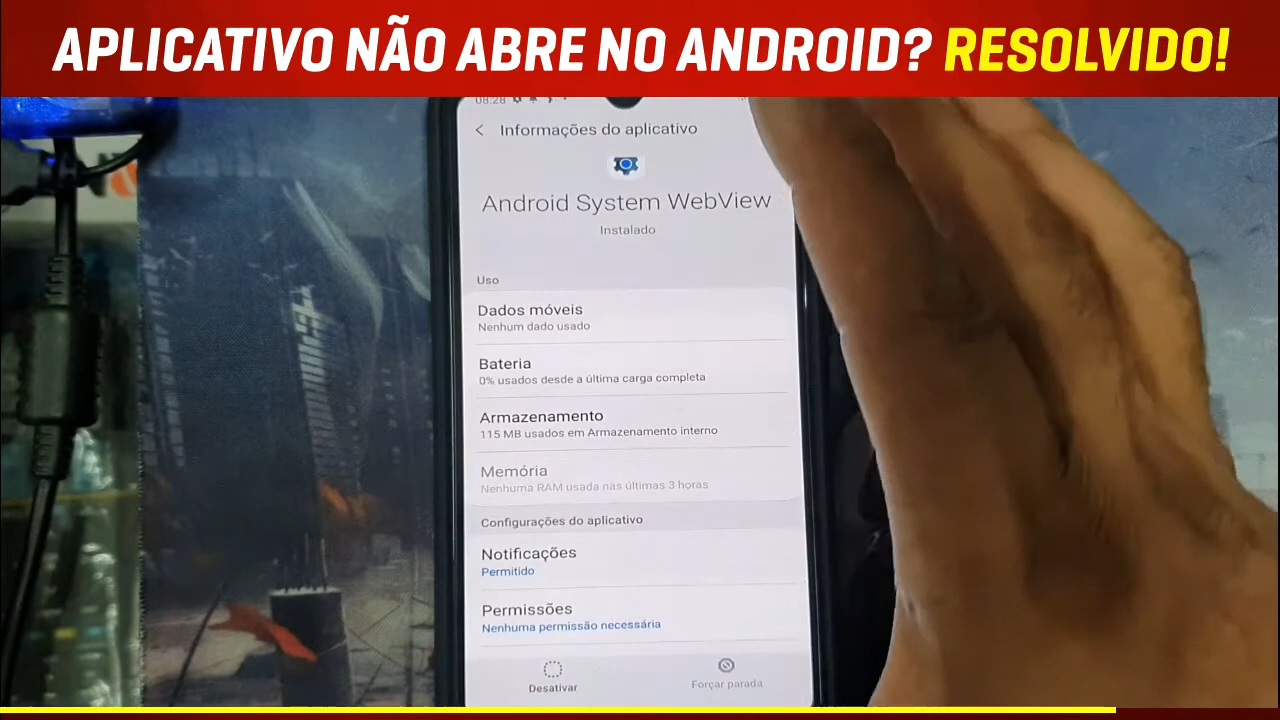 APLICATIVO NÃO ABRE NO ANDROID? RESOLVIDO!
08:28
Informações do aplicativo
Android System WebView
Instalado
Uso
Dados móveis
Nenhum dado usado
Bateria
0% usados desde a última carga completa
Armazenamento
115 MB usados em Armazenamento interno
Memória
Nenhuma RAM usada nas últimas 3 horas
Configurações do aplicativo
Notificações
Permitido
Permissões
Nenhuma permissão necessária
Desativar
Forçar parada